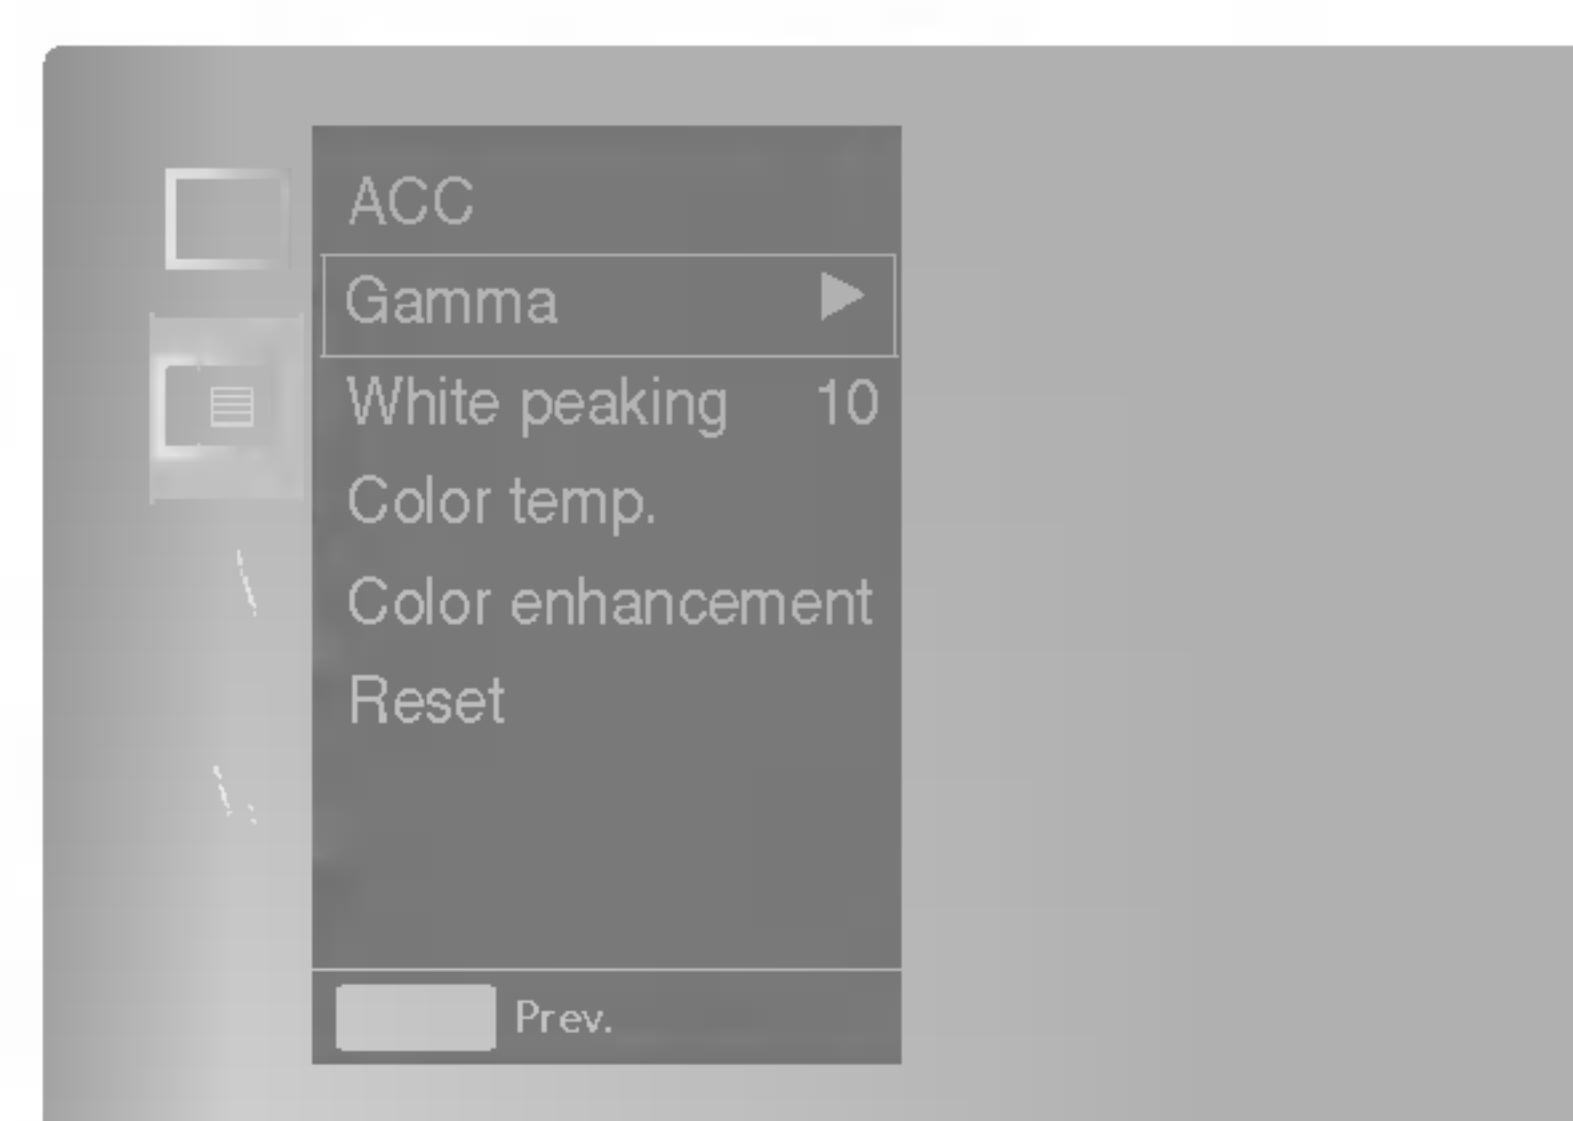 ACC
Gamma
White peaking 10
Color temp.
Color enhancement
Reset
Prev.